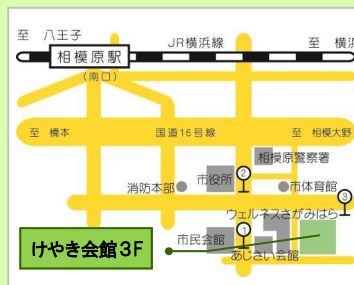 至 八王子
JR横浜線
至 横浜
相模原駅
(南口)
至 橋本
国道16号線
至 相模大野
相模原警察署
市役所
②
消防本部
市体育館
③
ウェルネスさがみはら
市民会館
①
あじさい会館
けやき会館3F